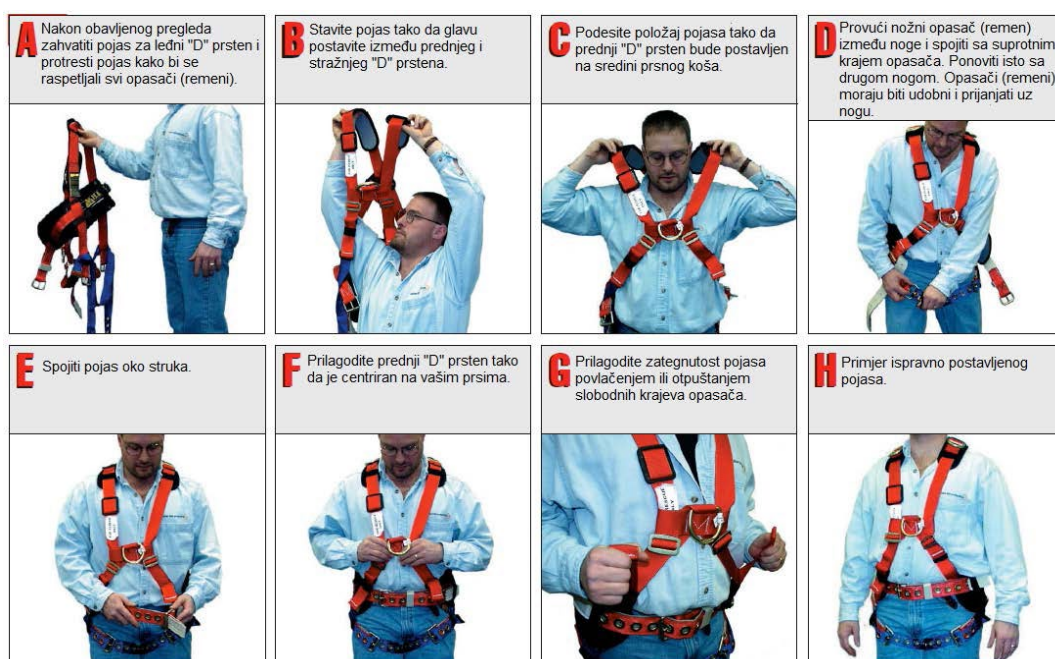 A
Nakon obavljenog pregleda
zahvatiti pojas za leđni "D" prsten i
protresti pojas kako bi se
raspetljali svi opasači (remeni).
B
Stavite pojas tako da glavu
postavite između prednjeg i
stražnjeg "D" prstena.
C
Podesite položaj pojasa tako da
prednji "D" prsten bude postavljen
na sredini prsnog koša.
D
Provući nožni opasač (remen)
između noge i spojiti sa suprotnim
krajem opasača. Ponoviti isto sa
drugom nogom. Opasači (remeni)
moraju biti udobni i prijanjati uz
nogu.
E
Spojiti pojas oko struka.
F
Prilagodite prednji "D" prsten tako
da je centriran na vašim prsima.
G
Prilagodite zategnutost pojasa
povlačenjem ili otpuštanjem
slobodnih krajeva opasača.
H
Primjer ispravno postavljenog
pojasa.